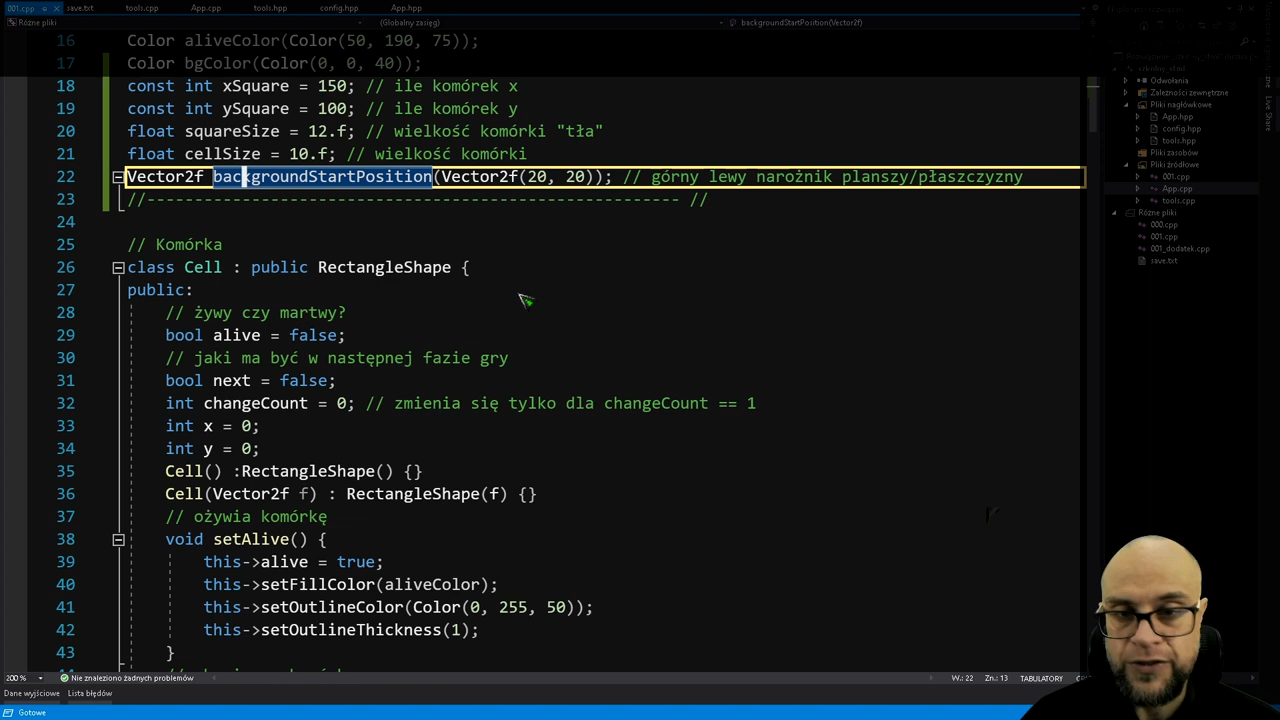 001.cpp
save.txt
tools.cpp
App.cpp
tools.hpp
config.hpp
App.hpp
Różne pliki
(Globalny zasięg)
backgroundStartPosition(Vector2f)
16 Color aliveColor(Color(50, 190, 75));
17 Color bgColor(Color(0, 0, 40));
18 const int xSquare = 150; // ile komórek x
19 const int ySquare = 100; // ile komórek y
20 float squareSize = 12.f; // wielkość komórki "tła"
21 float cellSize = 10.f; // wielkość komórki
22 Vector2f backgroundStartPosition(Vector2f(20, 20)); // górny lewy narożnik planszy/płaszczyzny
23 //----------------------------------------------------------- //
24
25 // Komórka
26 class Cell : public RectangleShape {
27 public:
28 // żywy czy martwy?
29 bool alive = false;
30 // jaki ma być w następnej fazie gry
31 bool next = false;
32 int changeCount = 0; // zmienia się tylko dla changeCount == 1
33 int x = 0;
34 int y = 0;
35 Cell() :RectangleShape() {}
36 Cell(Vector2f f) : RectangleShape(f) {}
37 // ożywia komórkę
38 void setAlive() {
39 this->alive = true;
40 this->setFillColor(aliveColor);
41 this->setOutlineColor(Color(0, 255, 50));
42 this->setOutlineThickness(1);
43 }
200 %
Nie znaleziono żadnych problemów
W.: 22
Zn.: 13
TABULATORY
Dane wyjściowe
Lista błędów
Gotowe
Odwołania
Zależności zewnętrzne
Pliki nagłówkowe
App.hpp
config.hpp
tools.hpp
Pliki zasobów
Pliki źródłowe
001.cpp
App.cpp
tools.cpp
Różne pliki
000.cpp
001.cpp
001_dodatek.cpp
save.txt
Live Share